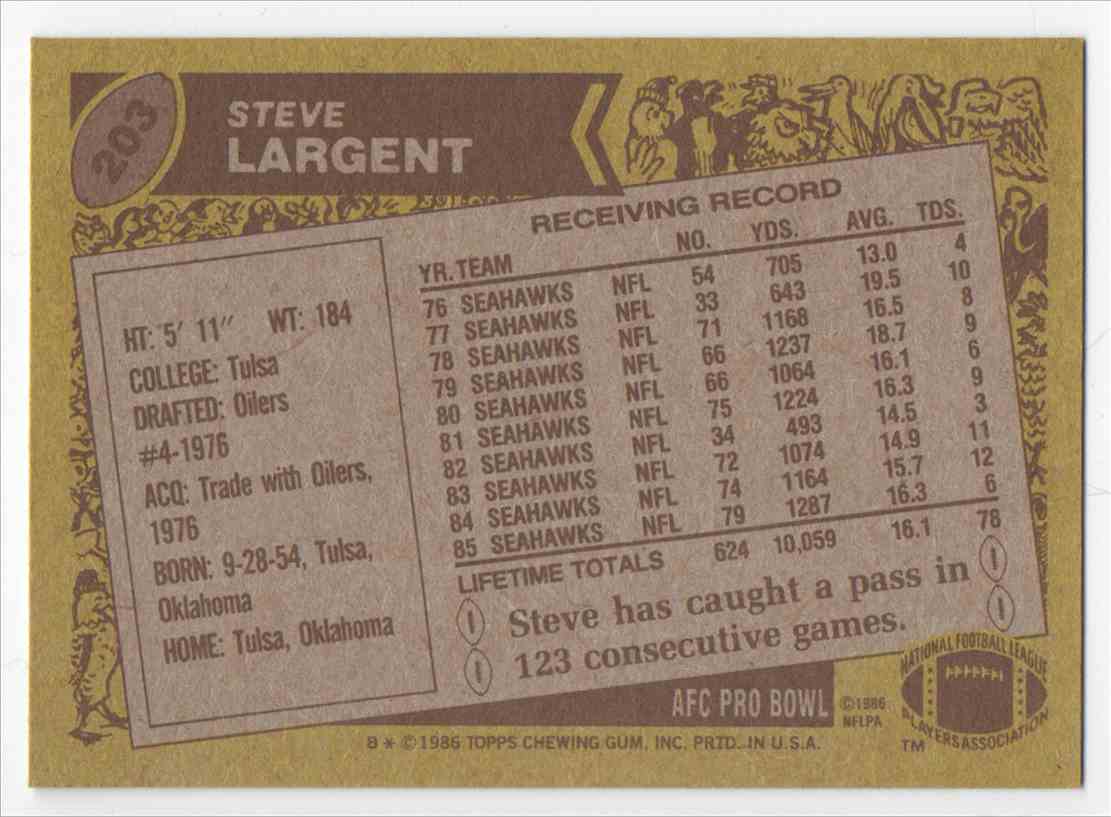 203
STEVE
LARGENT
HT: 5' 11" WT: 184
COLLEGE: Tulsa
DRAFTED: Oilers
#4-1976
ACQ: Trade with Oilers,
1976
BORN: 9-28-54, Tulsa,
Oklahoma
HOME: Tulsa, Oklahoma
RECEIVING RECORD
YR. TEAM NO. YDS. AVG. TDS.
76 SEAHAWKS NFL 54 705 13.0 4
77 SEAHAWKS NFL 33 643 19.5 10
78 SEAHAWKS NFL 71 1168 16.5 8
79 SEAHAWKS NFL 66 1237 18.7 9
80 SEAHAWKS NFL 66 1064 16.1 6
81 SEAHAWKS NFL 75 1224 16.3 9
82 SEAHAWKS NFL 34 493 14.5 3
83 SEAHAWKS NFL 72 1074 14.9 11
84 SEAHAWKS NFL 74 1164 15.7 12
85 SEAHAWKS NFL 79 1287 16.3 6
LIFETIME TOTALS 624 10,059 16.1 78
Steve has caught a pass in
123 consecutive games.
AFC PRO BOWL
©1986
NFLPA
NATIONAL FOOTBALL LEAGUE
PLAYERS ASSOCIATION
TM
B * © 1986 TOPPS CHEWING GUM, INC. PRTD. IN U.S.A.